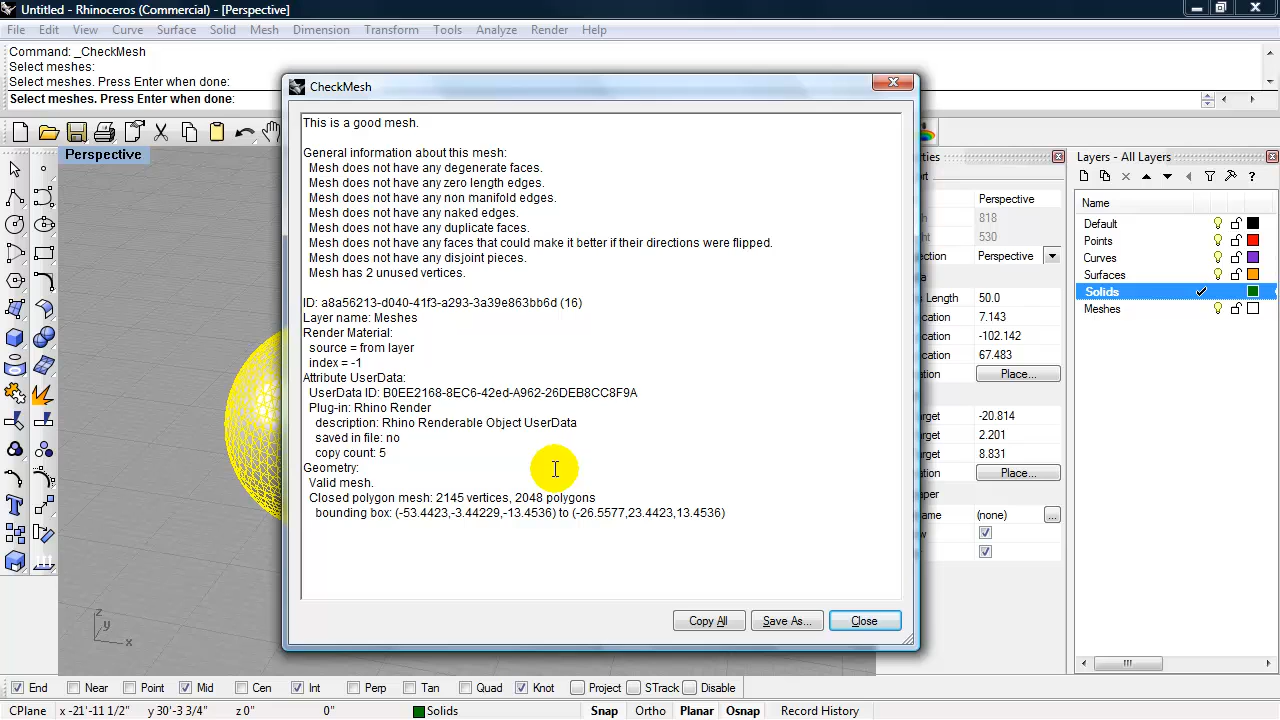 Untitled - Rhinoceros (Commercial) - [Perspective]
File Edit View Curve Surface Solid Mesh Dimension Transform Tools Analyze Render Help
Command: _CheckMesh
Select meshes:
Select meshes. Press Enter when done:
Select meshes. Press Enter when done:
CheckMesh
Perspective
This is a good mesh.
General information about this mesh:
Mesh does not have any degenerate faces.
Mesh does not have any zero length edges.
Mesh does not have any non manifold edges.
Mesh does not have any naked edges.
Mesh does not have any duplicate faces.
Mesh does not have any faces that could make it better if their directions were flipped.
Mesh does not have any disjoint pieces.
Mesh has 2 unused vertices.
ID: a8a56213-d040-41f3-a293-3a39e863bb6d (16)
Layer name: Meshes
Render Material:
source = from layer
index = -1
Attribute UserData:
UserData ID: B0EE2168-8EC6-42ed-A962-26DEB8CC8F9A
Plug-in: Rhino Render
description: Rhino Renderable Object UserData
saved in file: no
copy count: 5
Geometry:
Valid mesh.
Closed polygon mesh: 2145 vertices, 2048 polygons
bounding box: (-53.4423,-3.44229,-13.4536) to (-26.5577,23.4423,13.4536)
Copy All Save As... Close
Perspective
818
530
Perspective
Length 50.0
7.143
-102.142
67.483
Place...
-20.814
2.201
8.831
Place...
(none) ...
Layers - All Layers
Name
Default
Points
Curves
Surfaces
Solids
Meshes
z
y
x
End Near Point Mid Cen Int Perp Tan Quad Knot Project STrack Disable
CPlane x -21'-11 1/2" y 30'-3 3/4" z 0" 0" Solids Snap Ortho Planar Osnap Record History